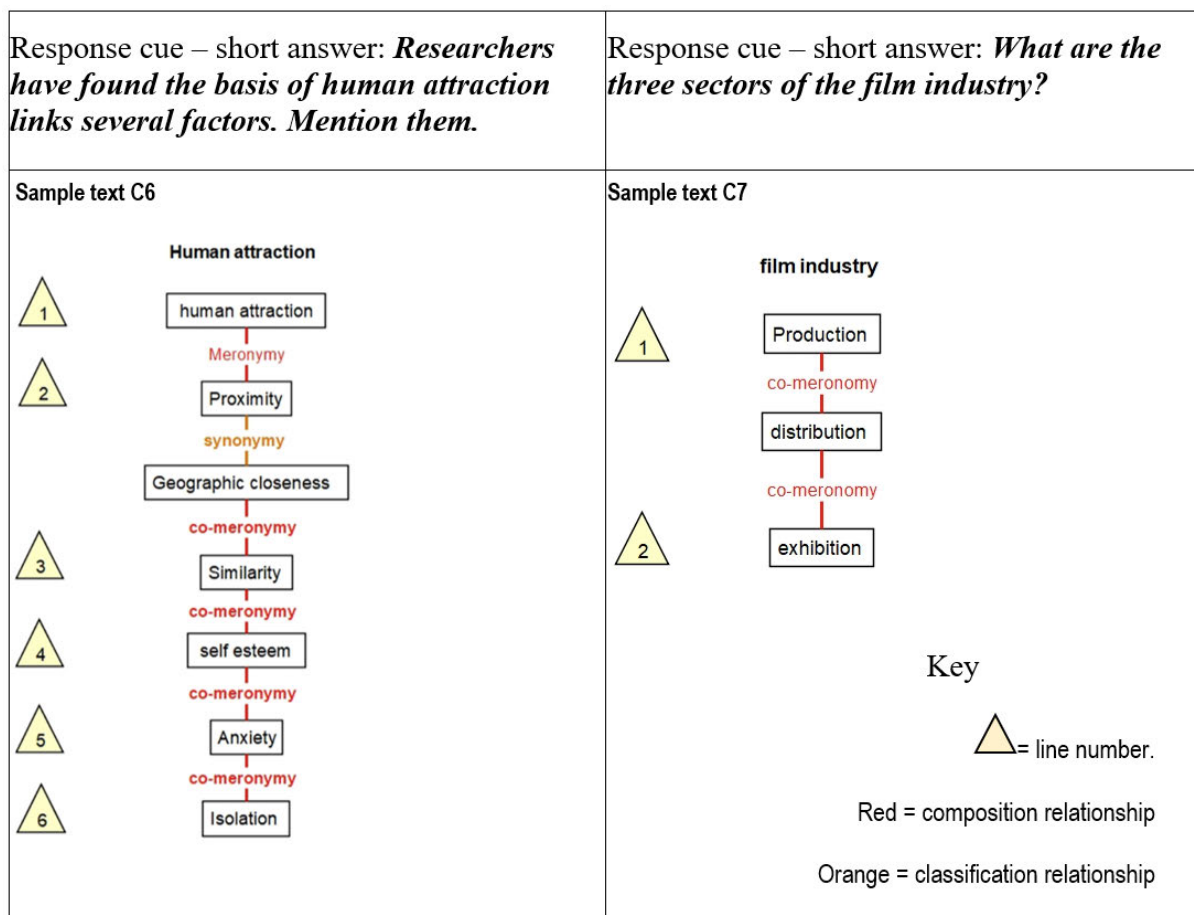 Response cue – short answer: Researchers
have found the basis of human attraction
links several factors. Mention them.
Response cue – short answer: What are the
three sectors of the film industry?
Sample text C6
Human attraction
1
human attraction
Meronymy
2
Proximity
synonymy
Geographic closeness
co-meronymy
3
Similarity
co-meronymy
4
self esteem
co-meronymy
5
Anxiety
co-meronymy
6
Isolation
Sample text C7
film industry
1
Production
co-meronomy
distribution
co-meronomy
2
exhibition
Key
= line number.
Red = composition relationship
Orange = classification relationship